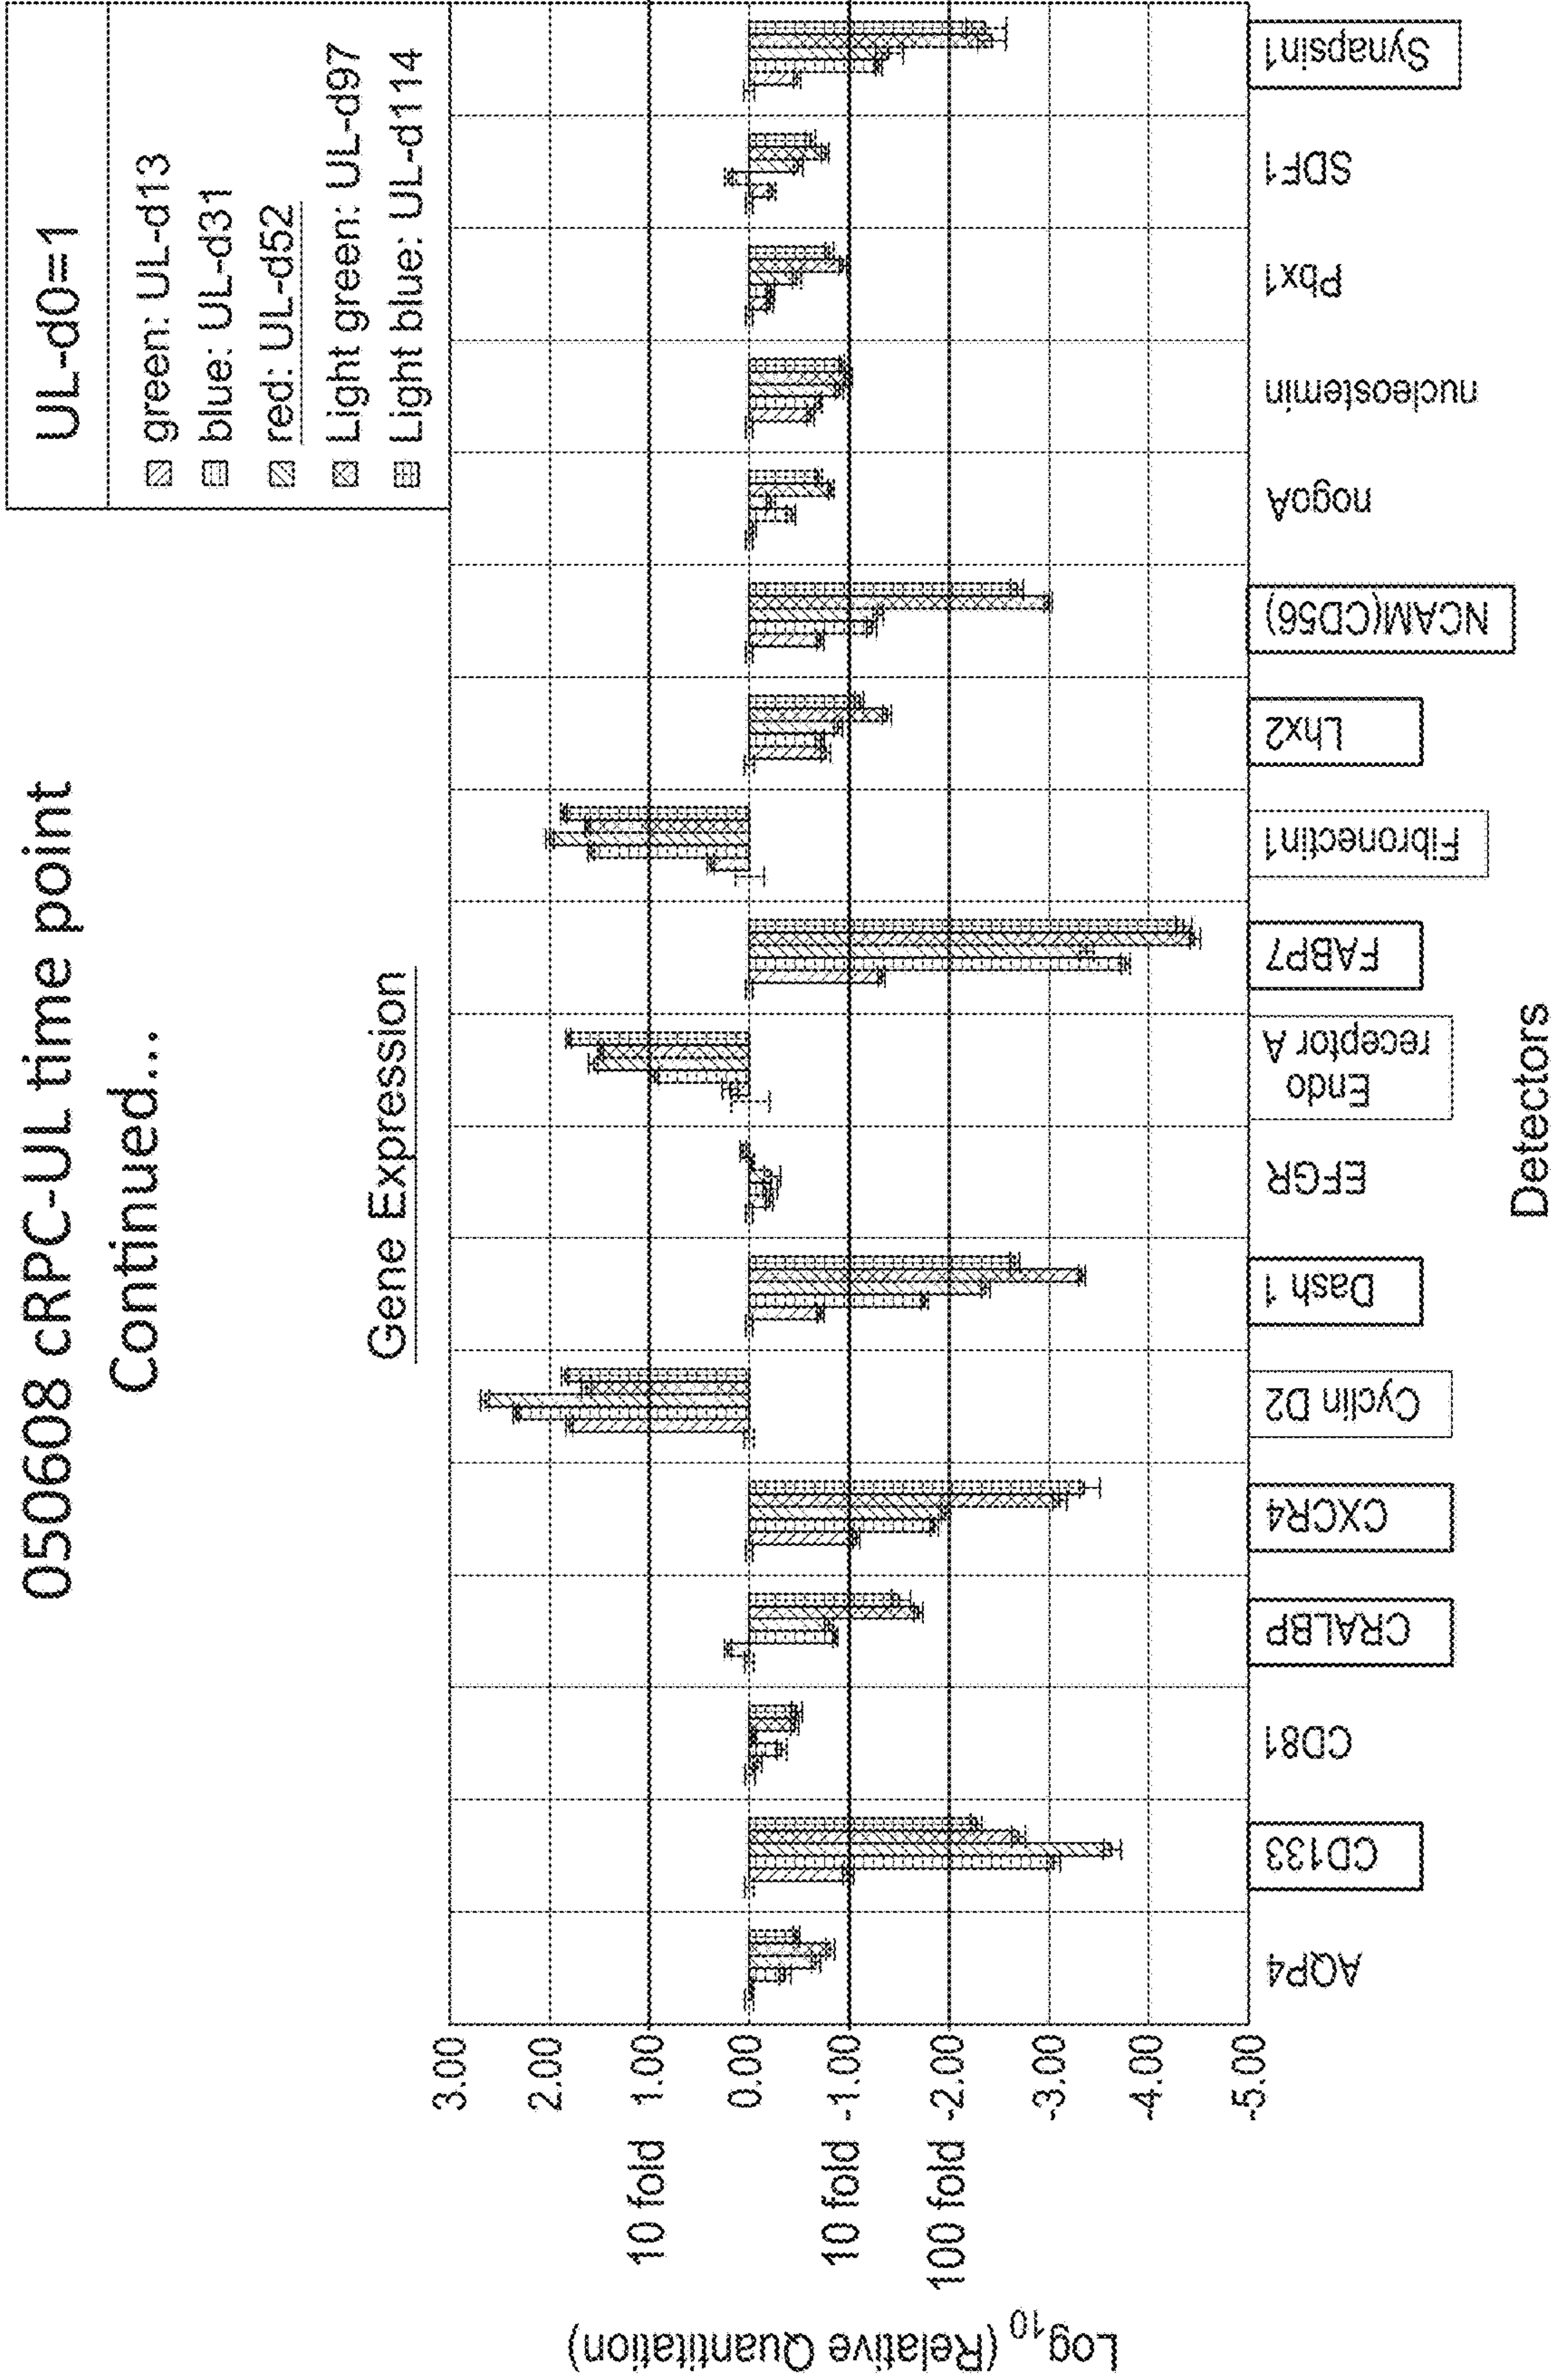 050608 cRPC-UL time point
Continued...
UL-d0=1
green: UL-d13
blue: UL-d31
red: UL-d52
Light green: UL-d97
Light blue: UL-d114
Gene Expression
Log10 (Relative Quantitation)
3.00
2.00
10 fold 1.00
0.00
10 fold -1.00
100 fold -2.00
-3.00
-4.00
-5.00
AQP4
CD133
CD81
CRALBP
CXCR4
Cyclin D2
Dash 1
EFGR
Endo
receptor A
FABP7
Fibronectin1
Lhx2
NCAM(CD56)
nogoA
nucleostemin
Pbx1
SDF1
Synapsin1
Detectors